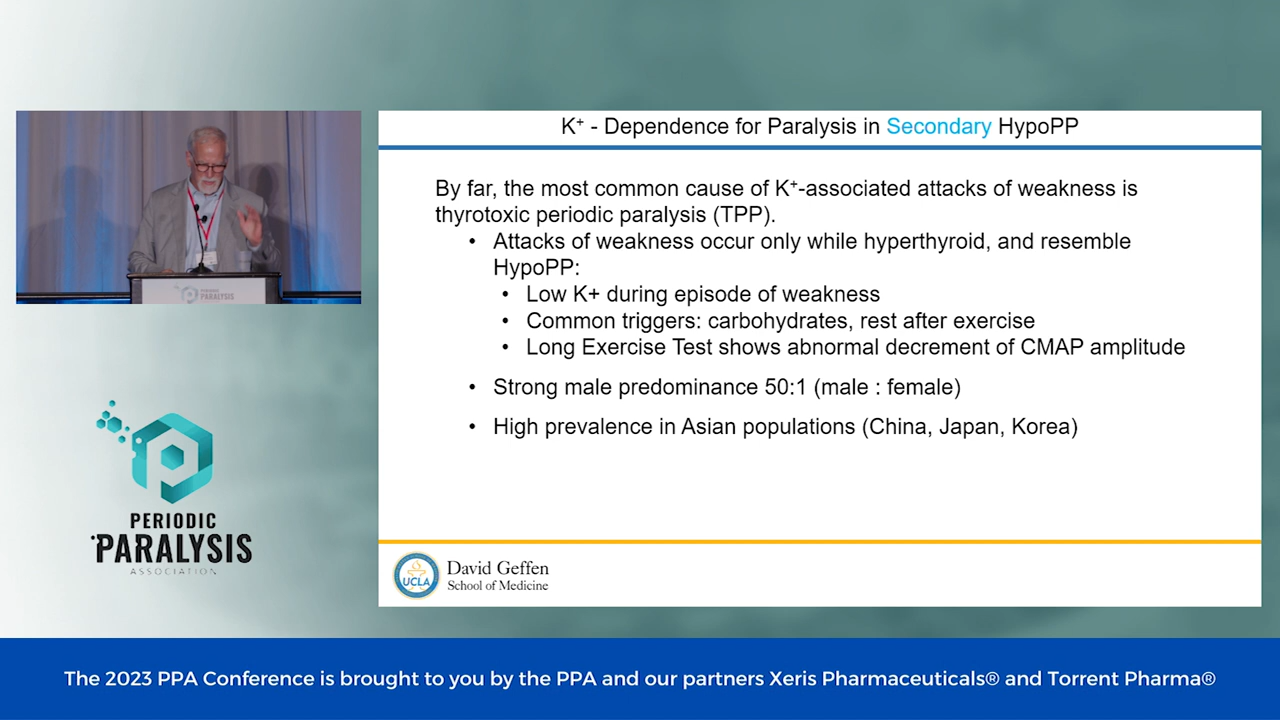 K⁺ - Dependence for Paralysis in Secondary HypoPP
By far, the most common cause of K⁺-associated attacks of weakness is
thyrotoxic periodic paralysis (TPP).
• Attacks of weakness occur only while hyperthyroid, and resemble
HypoPP:
• Low K+ during episode of weakness
• Common triggers: carbohydrates, rest after exercise
• Long Exercise Test shows abnormal decrement of CMAP amplitude
• Strong male predominance 50:1 (male : female)
• High prevalence in Asian populations (China, Japan, Korea)
PERIODIC
PARALYSIS
PERIODIC
PARALYSIS
ASSOCIATION
UCLA
David Geffen
School of Medicine
The 2023 PPA Conference is brought to you by the PPA and our partners Xeris Pharmaceuticals® and Torrent Pharma®